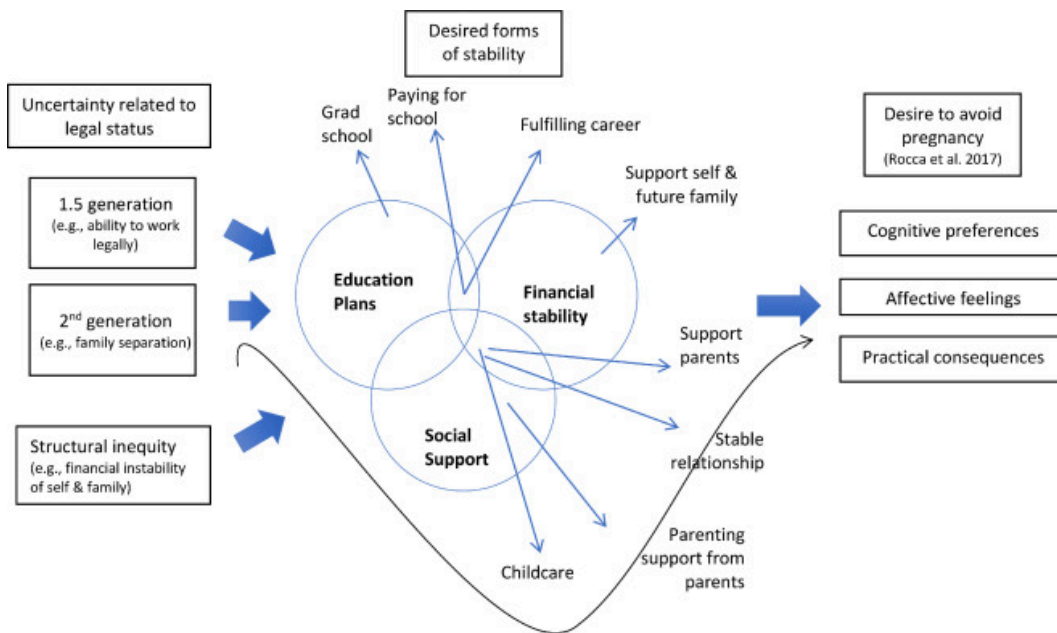 Uncertainty related to
legal status
1.5 generation
(e.g., ability to work
legally)
2nd generation
(e.g., family separation)
Structural inequity
(e.g., financial instability
of self & family)
Desired forms
of stability
Grad
school
Paying for
school
Fulfilling career
Support self &
future family
Education
Plans
Financial
stability
Social
Support
Support
parents
Stable
relationship
Parenting
support from
parents
Childcare
Desire to avoid
pregnancy
(Rocca et al. 2017)
Cognitive preferences
Affective feelings
Practical consequences